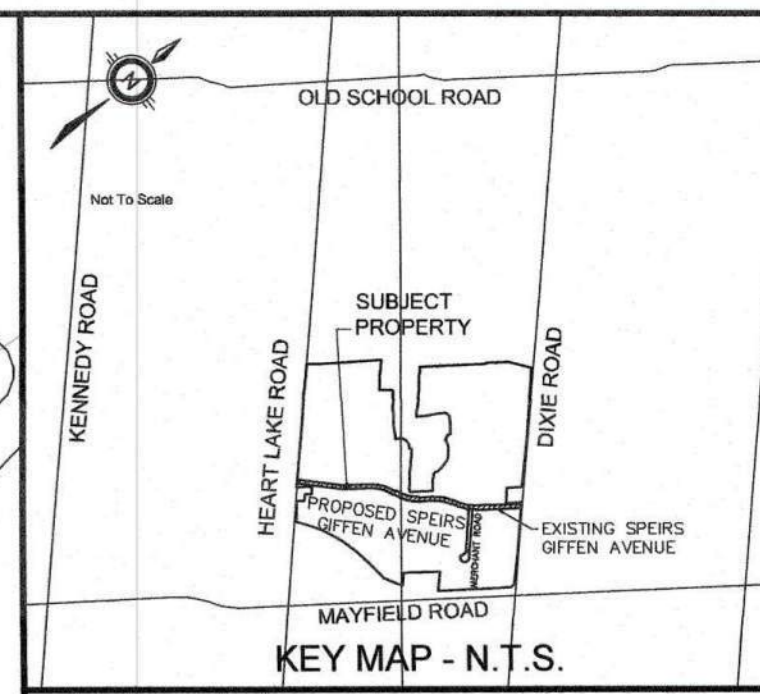 N
OLD SCHOOL ROAD
Not To Scale
KENNEDY ROAD
SUBJECT
PROPERTY
HEART LAKE ROAD
DIXIE ROAD
PROPOSED SPEIRS
GIFFEN AVENUE
MERCHANT ROAD
EXISTING SPEIRS
GIFFEN AVENUE
MAYFIELD ROAD
KEY MAP - N.T.S.